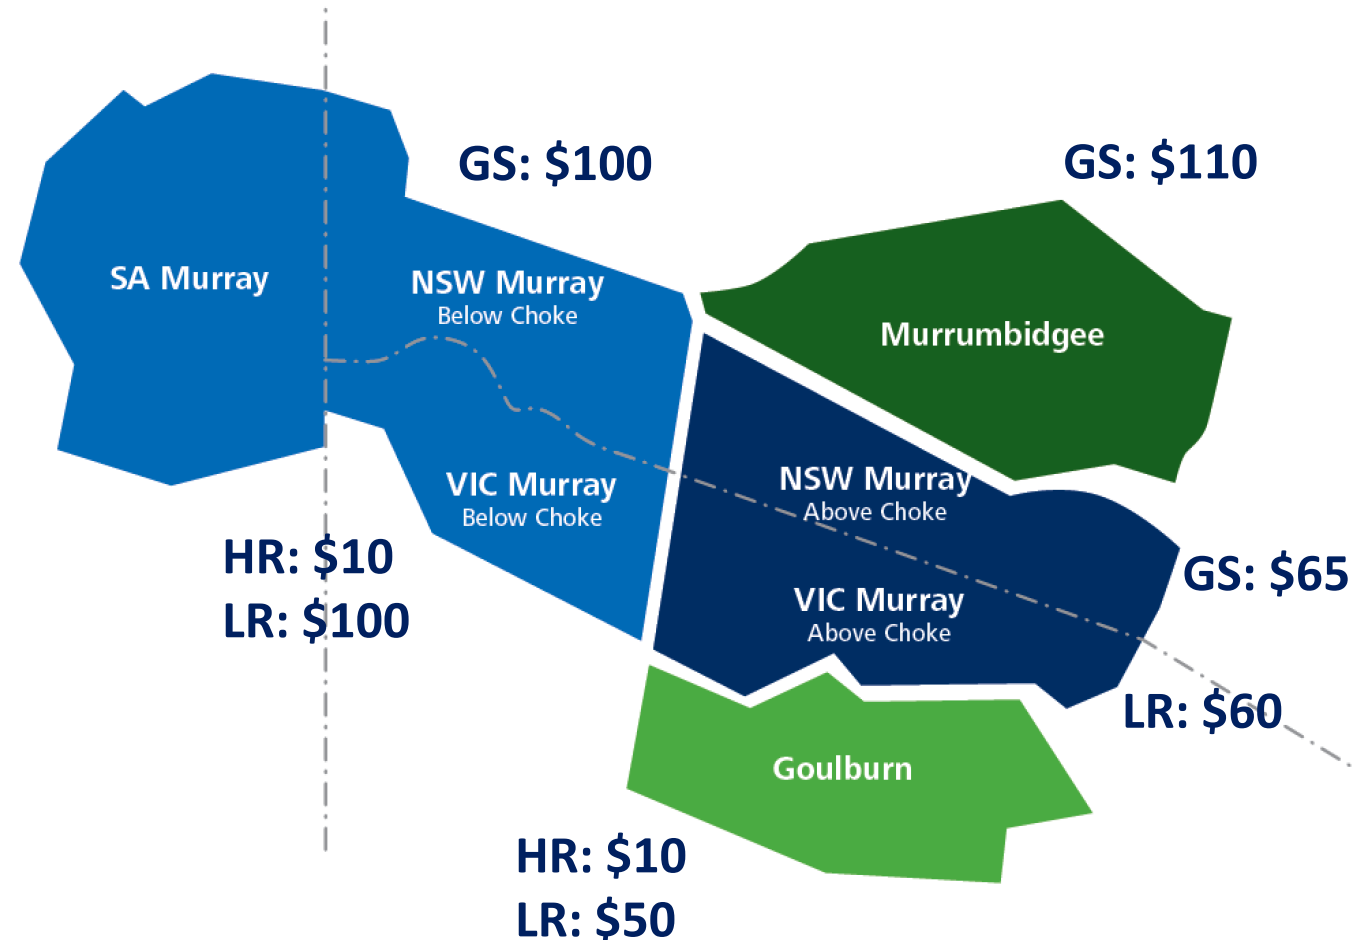 GS: $100
GS: $110
SA Murray
NSW Murray
Below Choke
Murrumbidgee
VIC Murray
Below Choke
NSW Murray
Above Choke
HR: $10
LR: $100
GS: $65
VIC Murray
Above Choke
LR: $60
Goulburn
HR: $10
LR: $50